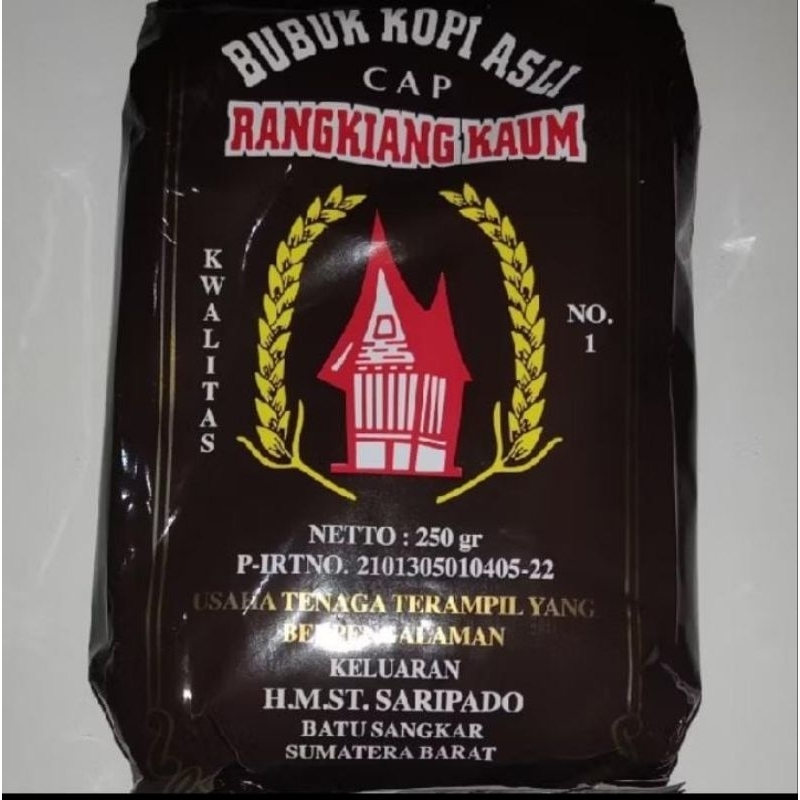 BUBUK KOPI ASLI
CAP
RANGKIANG KAUM
KWALITAS
NO.
1
NETTO : 250 gr
P-IRTNO. 2101305010405-22
USAHA TENAGA TERAMPIL YANG
BERPENGALAMAN
KELUARAN
H.M.ST. SARIPADO
BATU SANGKAR
SUMATERA BARAT